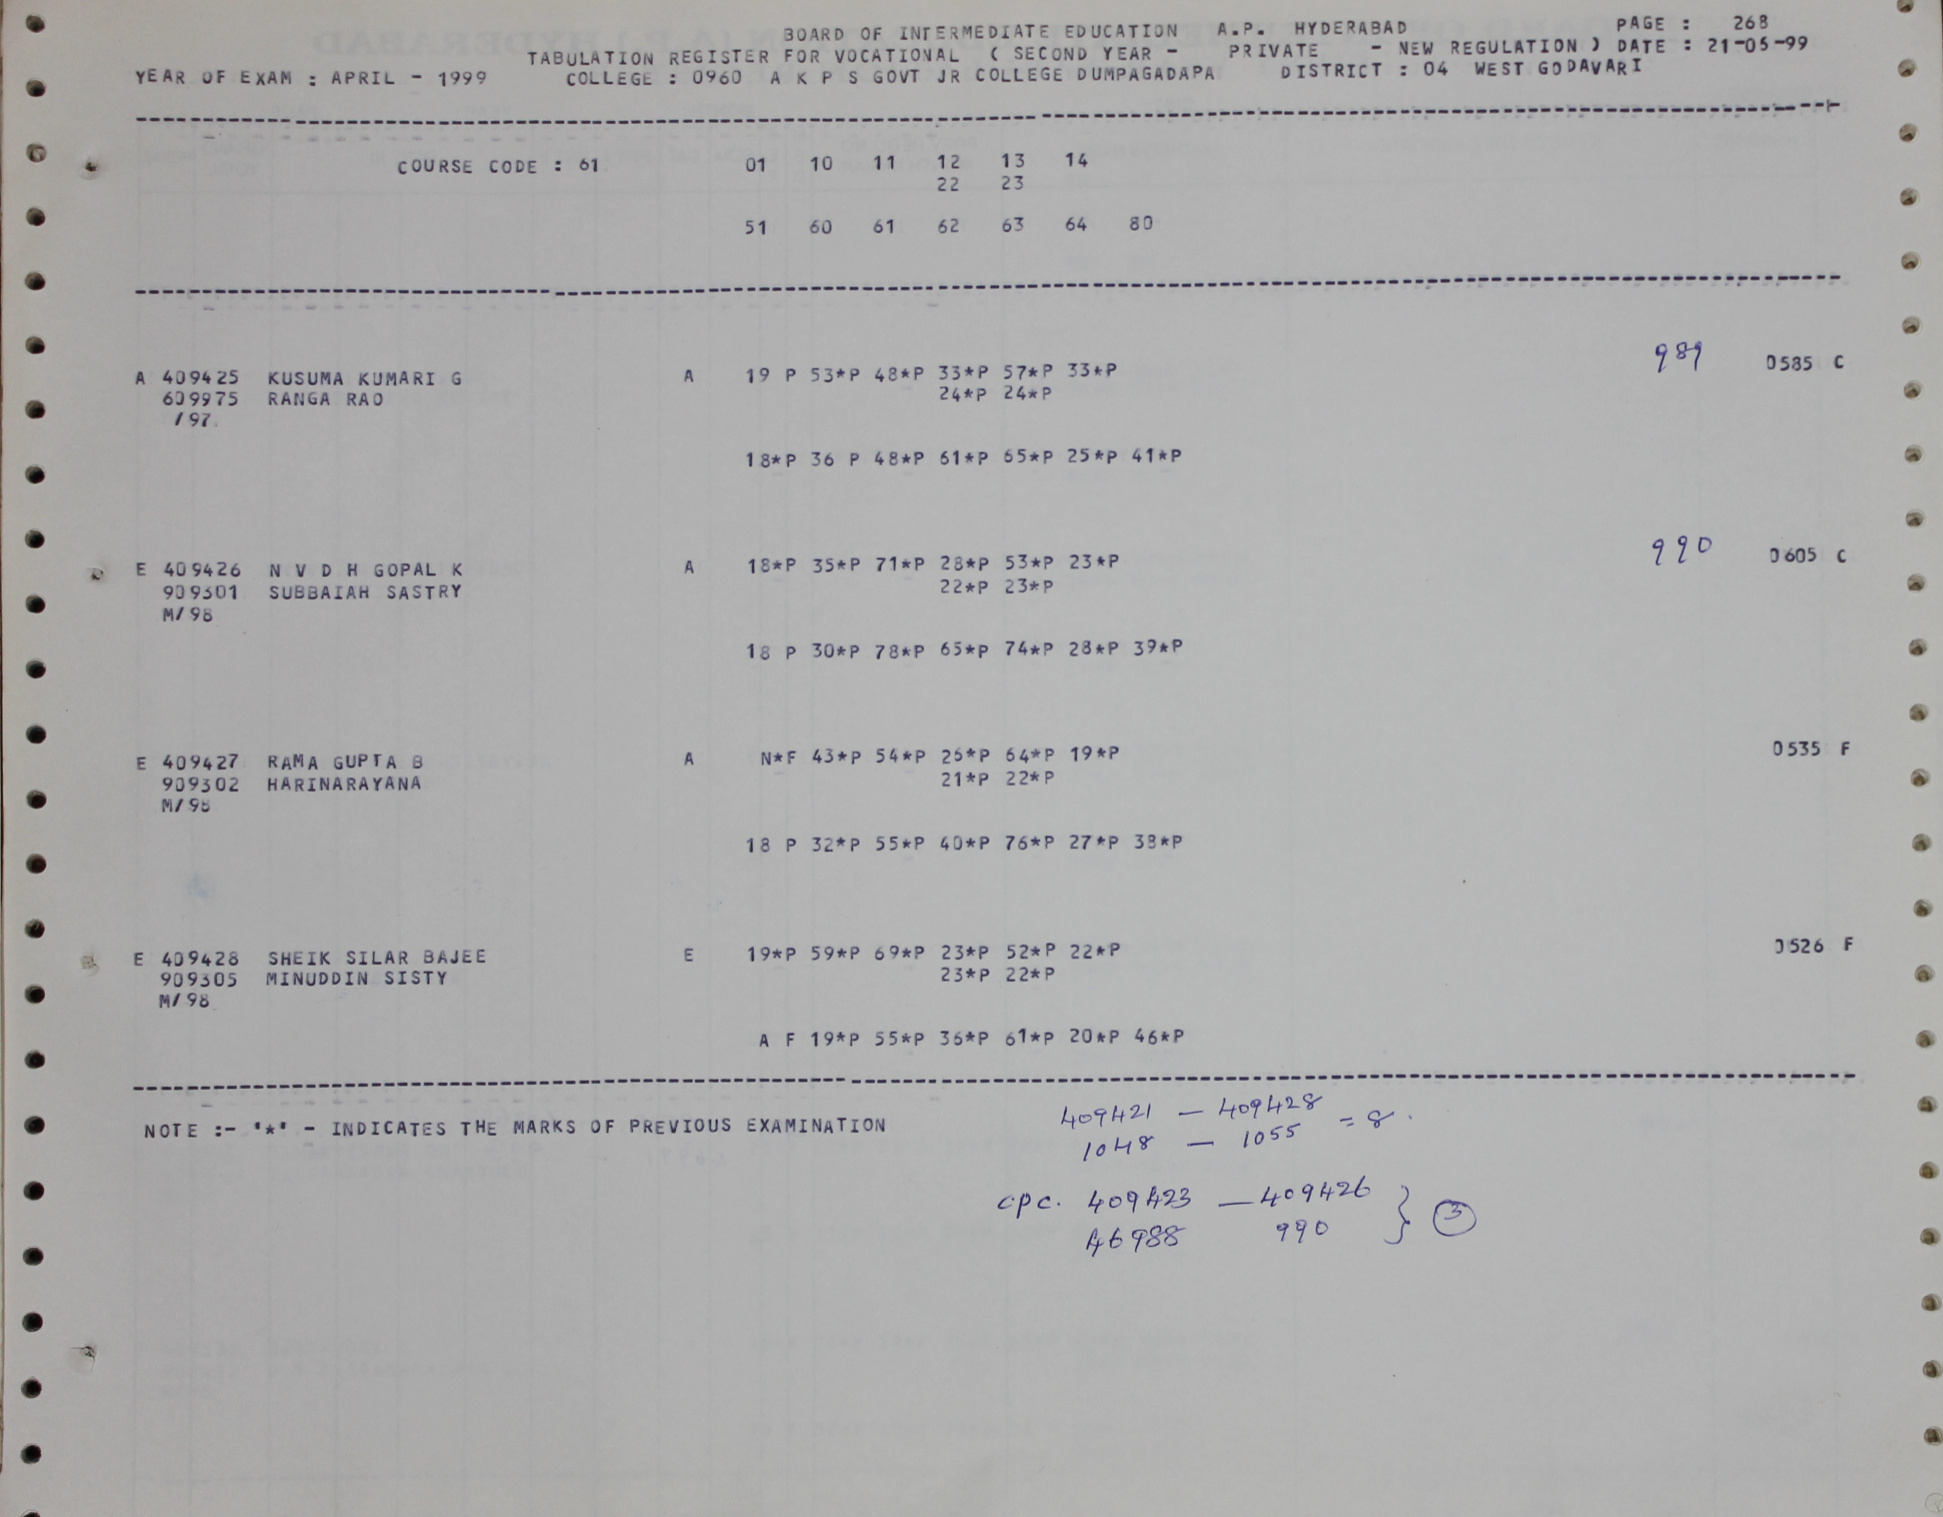 BOARD OF INTERMEDIATE EDUCATION A.P. HYDERABAD PAGE : 268
TABULATION REGISTER FOR VOCATIONAL ( SECOND YEAR - PRIVATE - NEW REGULATION ) DATE : 21-05-99
YEAR OF EXAM : APRIL - 1999 COLLEGE : 0960 A K P S GOVT JR COLLEGE DUMPAGADAPA DISTRICT : 04 WEST GODAVARI
COURSE CODE : 61 01 10 11 12 13 14
22 23
51 60 61 62 63 64 80
989
A 409425 KUSUMA KUMARI G A 19 P 53*P 48*P 33*P 57*P 33*P 0585 C
609975 RANGA RAO 24*P 24*P
/97
18*P 36 P 48*P 61*P 65*P 25*P 41*P
990
E 409426 N V D H GOPAL K A 18*P 35*P 71*P 28*P 53*P 23*P 0605 C
909301 SUBBAIAH SASTRY 22*P 23*P
M/98
18 P 30*P 78*P 65*P 74*P 28*P 39*P
E 409427 RAMA GUPTA B A N*F 43*P 54*P 26*P 64*P 19*P 0535 F
909302 HARINARAYANA 21*P 22*P
M/98
18 P 32*P 55*P 40*P 76*P 27*P 38*P
E 409428 SHEIK SILAR BAJEE E 19*P 59*P 69*P 23*P 52*P 22*P 0526 F
909305 MINUDDIN SISTY 23*P 22*P
M/98
A F 19*P 55*P 36*P 61*P 20*P 46*P
NOTE :- '*' - INDICATES THE MARKS OF PREVIOUS EXAMINATION
409421 — 409428
1048 — 1055 = 8.
cpc. 409423 — 409426
46988 990 } 3